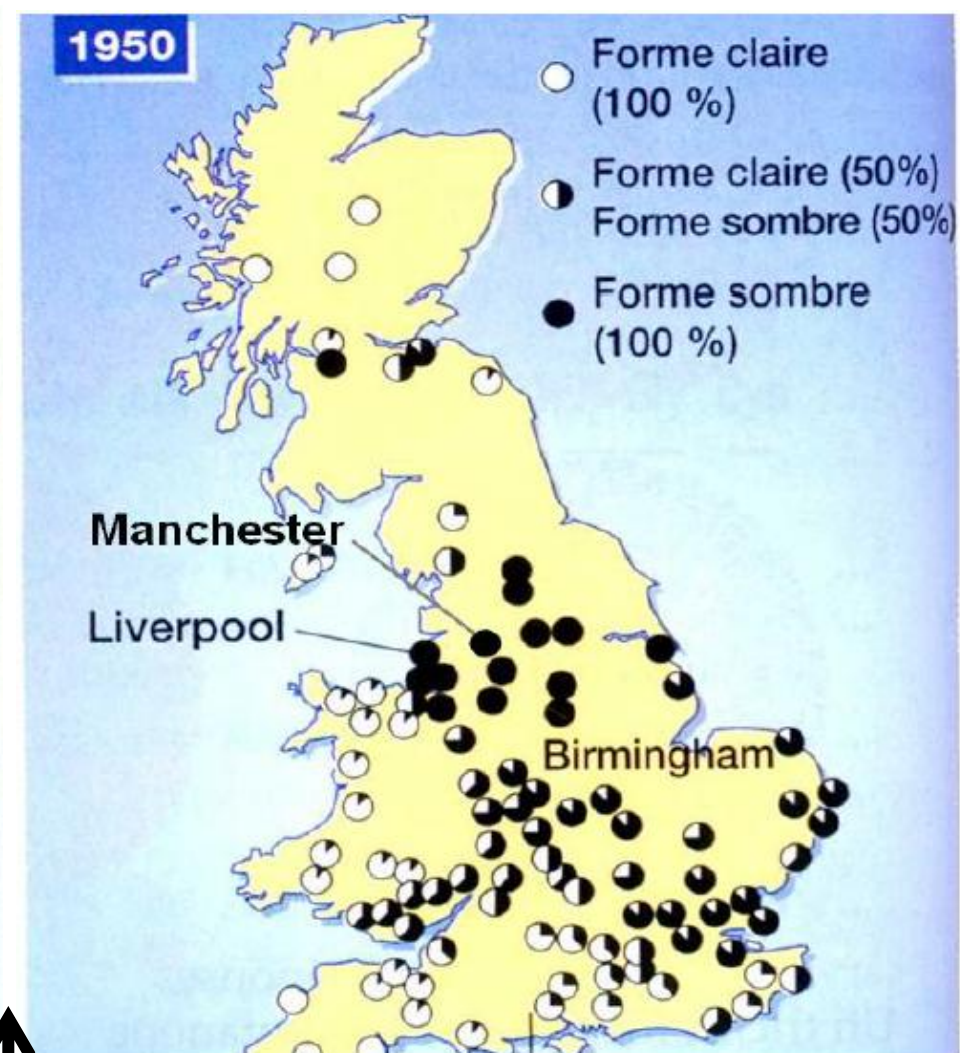 1950
Forme claire
(100 %)
Forme claire (50%)
Forme sombre (50%)
Forme sombre
(100 %)
Manchester
Liverpool
Birmingham